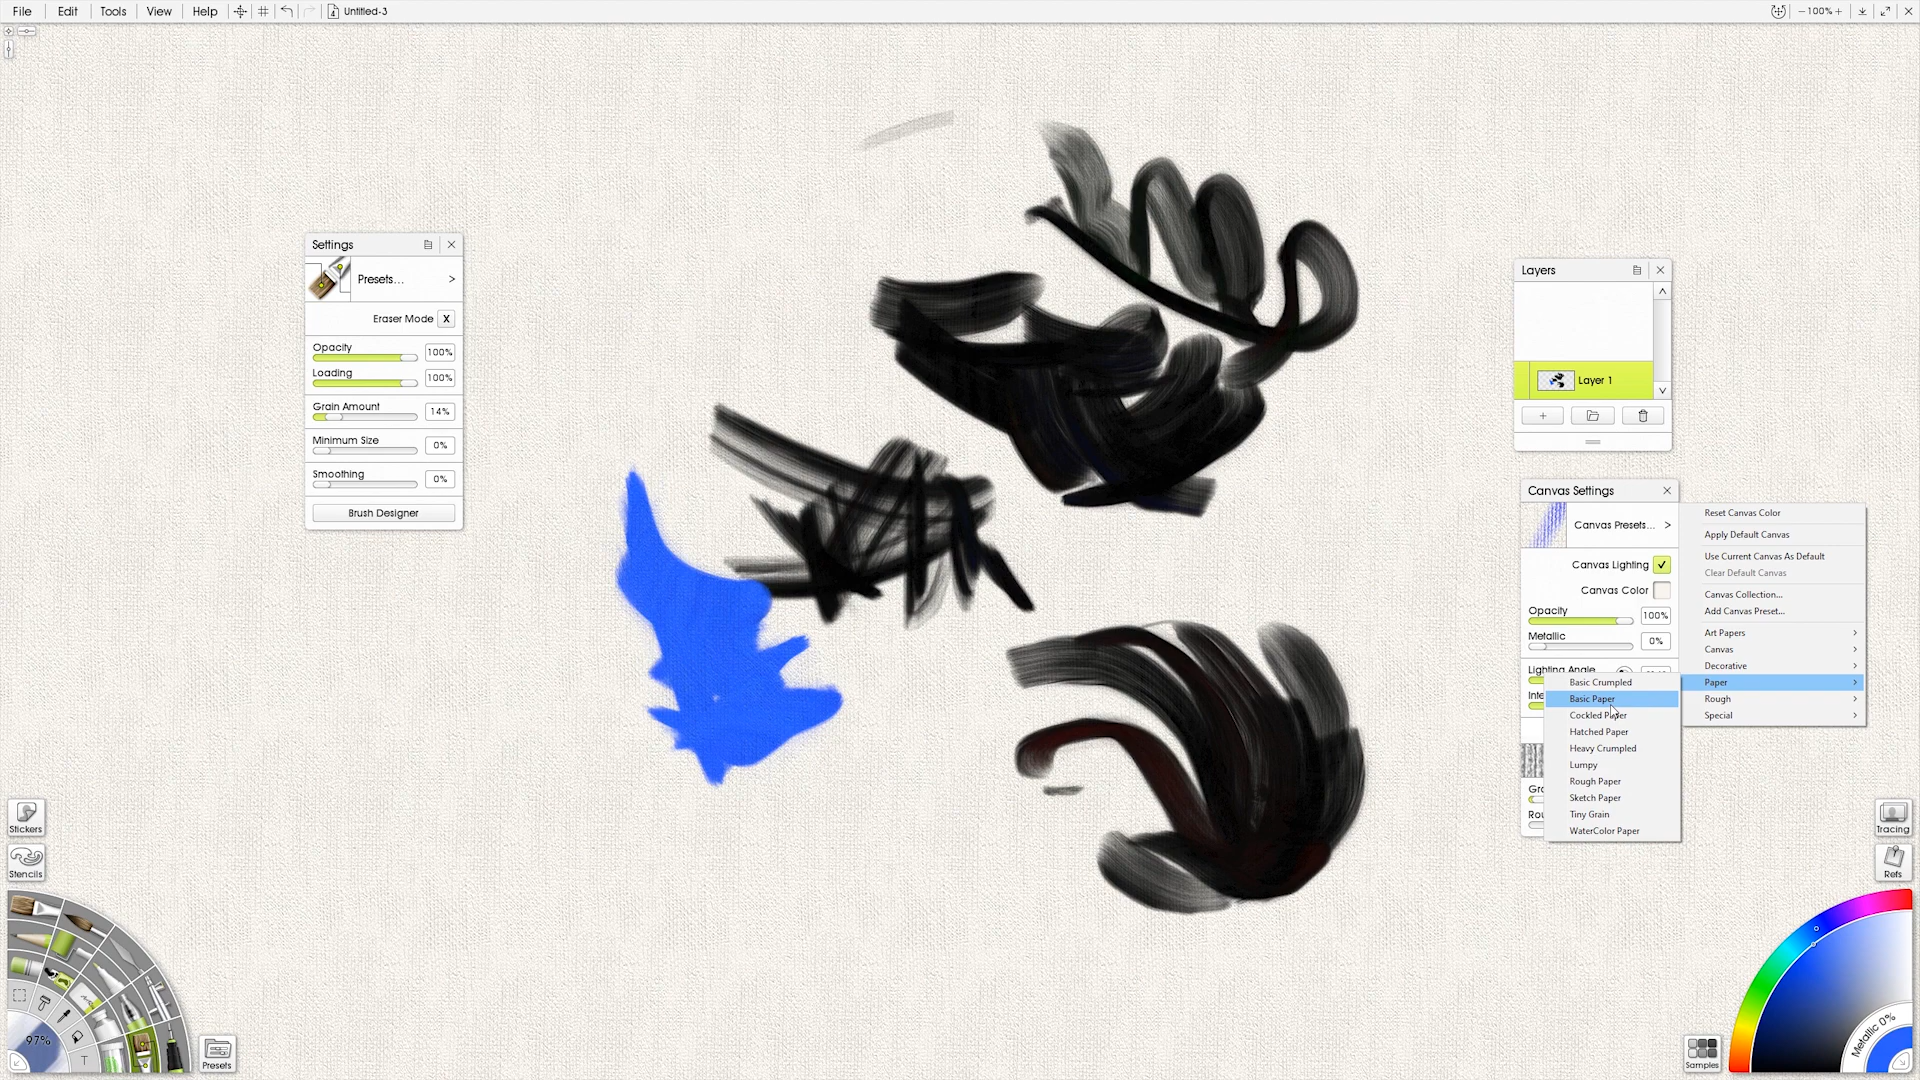 File Edit Tools View Help Untitled-3 100%
Settings
Presets... >
Eraser Mode X
Opacity 100%
Loading 100%
Grain Amount 14%
Minimum Size 0%
Smoothing 0%
Brush Designer
Layers
Layer 1
Canvas Settings
Canvas Presets... >
Canvas Lighting
Canvas Color
Opacity 100%
Metallic 0%
Lighting Angle
Reset Canvas Color
Apply Default Canvas
Use Current Canvas As Default
Clear Default Canvas
Canvas Collection...
Add Canvas Preset...
Art Papers
Canvas
Decorative
Paper
Rough
Special
Basic Crumpled
Basic Paper
Cockled Paper
Hatched Paper
Heavy Crumpled
Lumpy
Rough Paper
Sketch Paper
Tiny Grain
WaterColor Paper
Stickers
Stencils
97%
T
Presets
Tracing
Refs
Samples
Metallic 0%